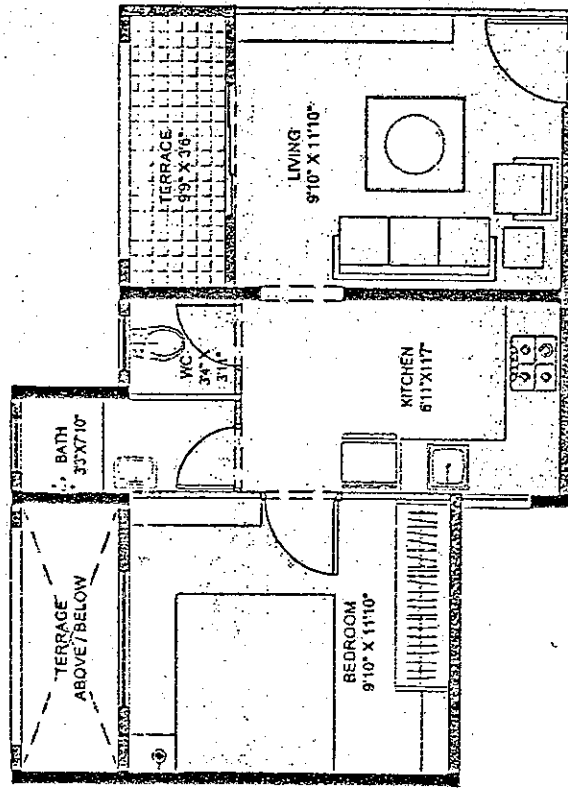 TERRACE
9'9" X 3'6"
LIVING
9'10" X 11'10"
WC
3'4" X
BATH
3'3"X7'10"
KITCHEN
6'11"X11'7"
TERRACE
ABOVE / BELOW
BEDROOM
9'10" X 11'10"